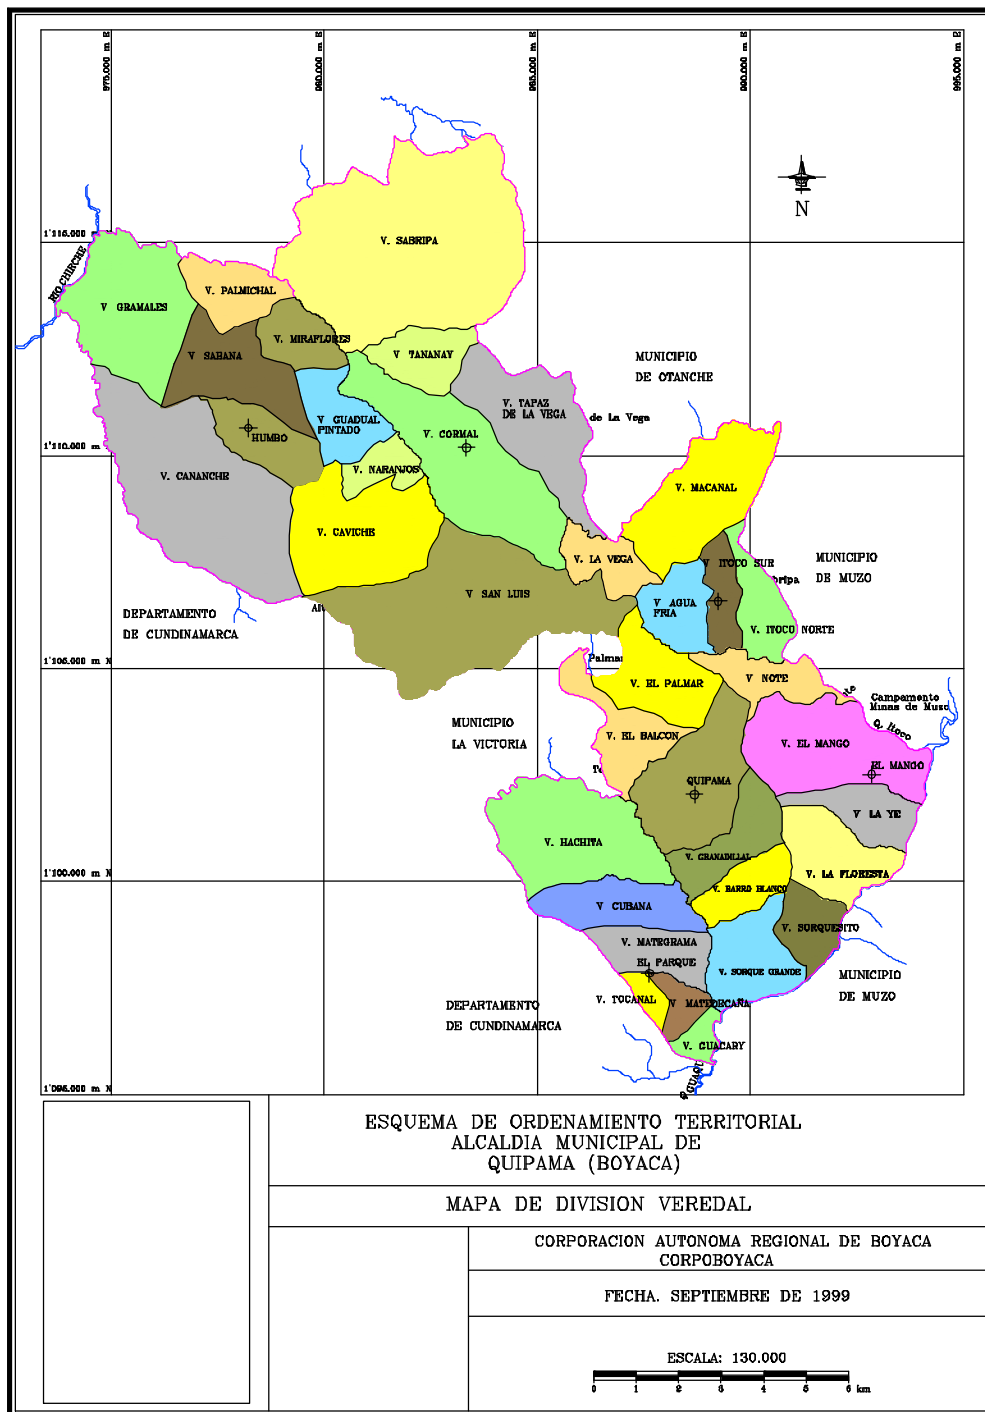 975.000 m E
980.000 m E
985.000 m E
990.000 m E
995.000 m E
N
1'115.000 m
V. SABRIPA
RIO CHIRCHE
V. PALMICHAL
V GRAMALES
V MIRAFLORES
V SABANA
V TANANAY
MUNICIPIO
DE OTANCHE
V. TAPAZ
DE LA VEGA
de La Vega
V GUADUAL
PINTADO
V. CORMAL
HUMBO
1'110.000 m
V. CANANCHE
V. NARANJOS
V. MACANAL
V. CAVICHE
V. LA VEGA
V ITOCO SUR
MUNICIPIO
DE MUZO
bripa
V SAN LUIS
V AGUA
FRIA
V. ITOCO NORTE
DEPARTAMENTO
DE CUNDINAMARCA
1'105.000 m N
Palmar
V. EL PALMAR
V NOTE
Campamento
Minas de Muzo
Q. Itoco
MUNICIPIO
LA VICTORIA
V. EL BALCON
V. EL MANGO
EL MANGO
QUIPAMA
V LA YE
V. HACHITA
V. GRANADILLAL
V. LA FLORESTA
V. BARRO BLANCO
1'100.000 m N
V CUBANA
V. SORQUESITO
V. MATEGRAMA
EL PARQUE
V. SORQUE GRANDE
MUNICIPIO
DE MUZO
V. TOCANAL
V MATEDECAÑA
DEPARTAMENTO
DE CUNDINAMARCA
V. GUACARY
Q GUAQU
1'095.000 m N
ESQUEMA DE ORDENAMIENTO TERRITORIAL
ALCALDIA MUNICIPAL DE
QUIPAMA (BOYACA)
MAPA DE DIVISION VEREDAL
CORPORACION AUTONOMA REGIONAL DE BOYACA
CORPOBOYACA
FECHA. SEPTIEMBRE DE 1999
ESCALA: 130.000
0 1 2 3 4 5 6 km